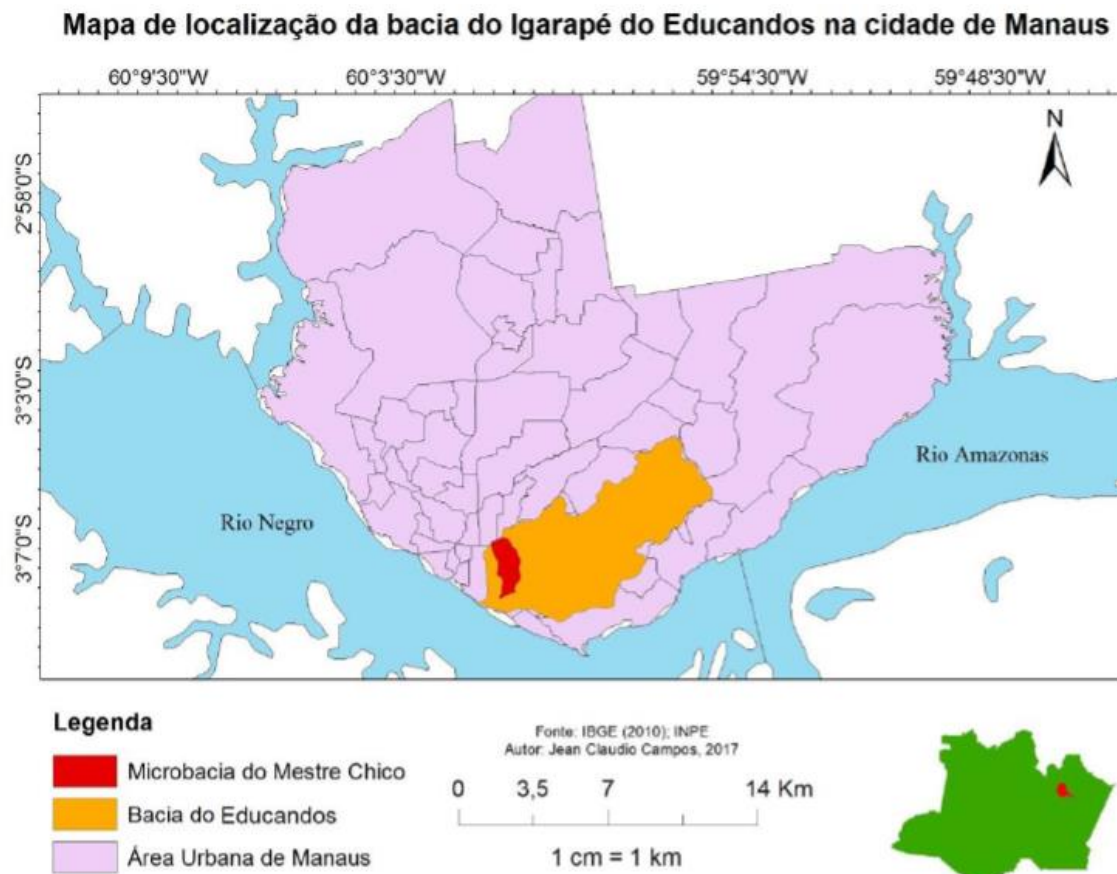 Mapa de localização da bacia do Igarapé do Educandos na cidade de Manaus
60°9'30"W 60°3'30"W 59°54'30"W 59°48'30"W
N
2°58'0"S
3°3'0"S
Rio Amazonas
Rio Negro
3°7'0"S
Legenda
Microbacia do Mestre Chico
Bacia do Educandos
Área Urbana de Manaus
Fonte: IBGE (2010); INPE
Autor: Jean Claudio Campos, 2017
0 3,5 7 14 Km
1 cm = 1 km